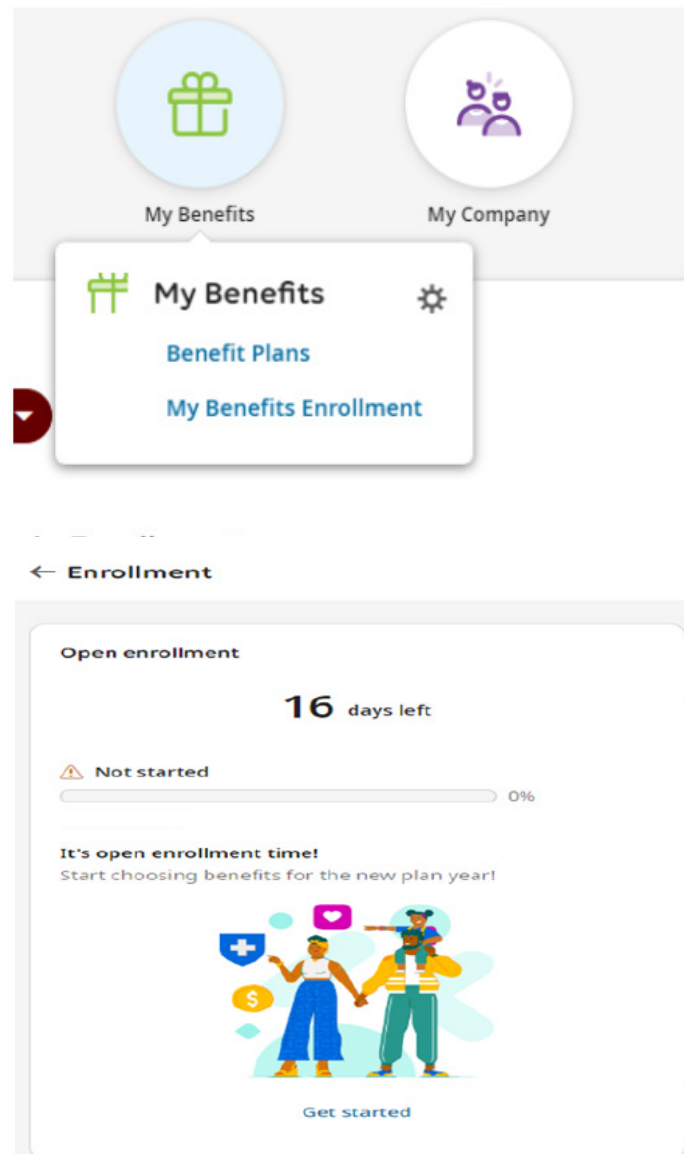 My Benefits
My Company
My Benefits
Benefit Plans
My Benefits Enrollment
← Enrollment
Open enrollment
16 days left
Not started
0%
It's open enrollment time!
Start choosing benefits for the new plan year!
$
Get started